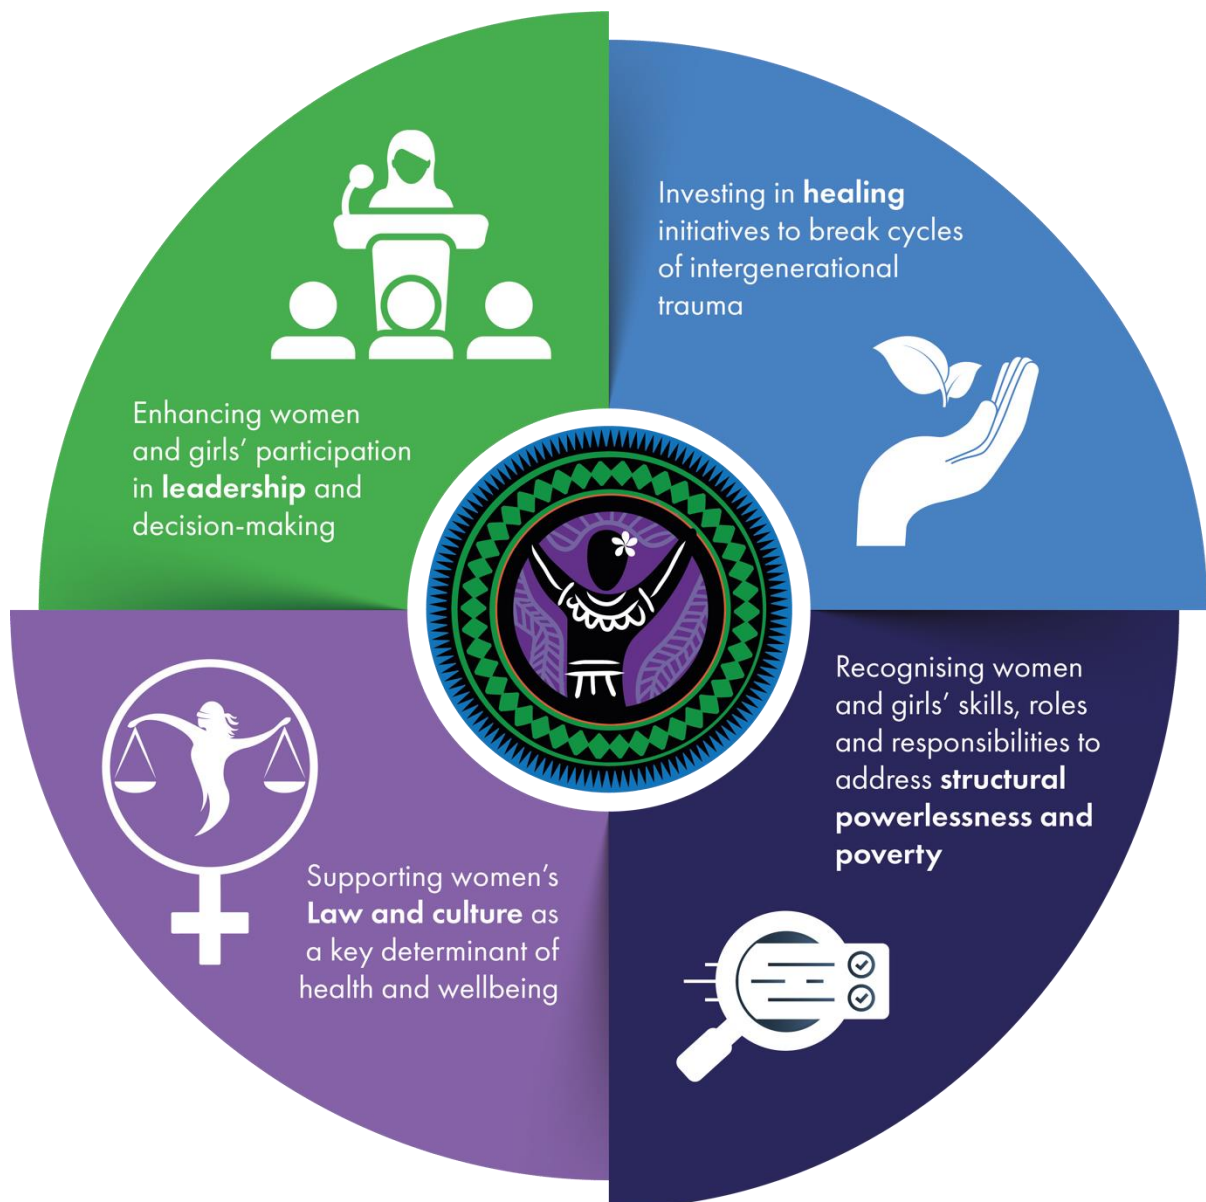 Enhancing women
and girls’ participation
in leadership and
decision-making
Investing in healing
initiatives to break cycles
of intergenerational
trauma
Supporting women’s
Law and culture as
a key determinant of
health and wellbeing
Recognising women
and girls’ skills, roles
and responsibilities to
address structural
powerlessness and
poverty